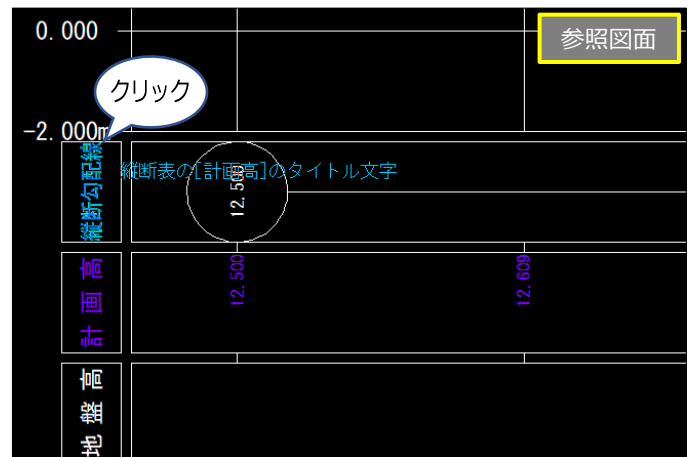 0.000
参照図面
クリック
-2.000m
縦断勾配線
縦断表の[計画高]のタイトル文字
12.500
計画高
12.500
12.609
地盤高